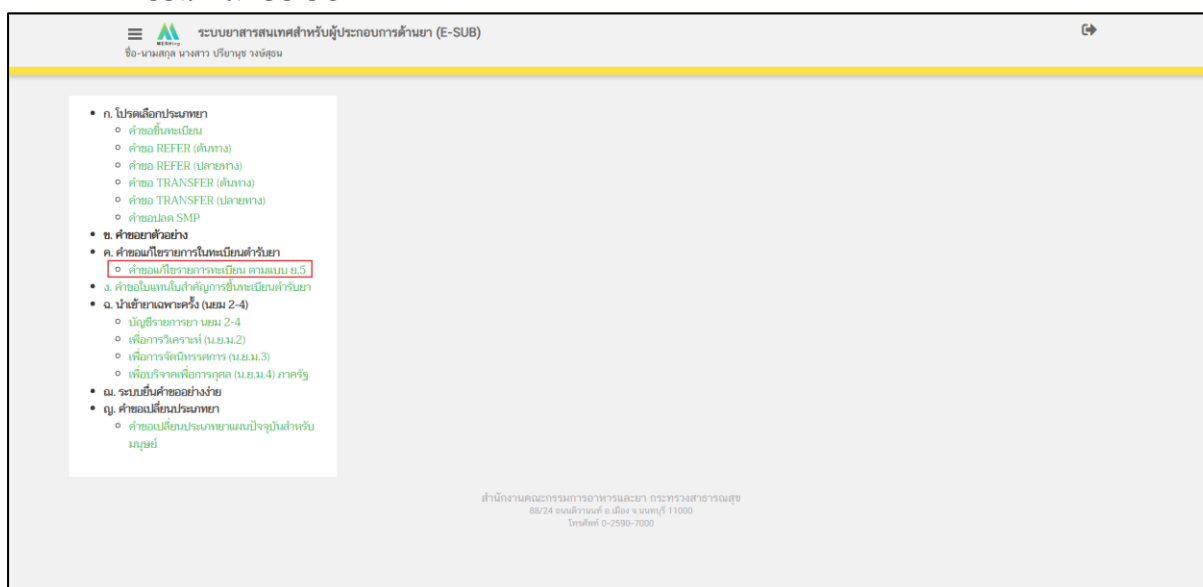 ระบบยาสารสนเทศสำหรับผู้ประกอบการด้านยา (E-SUB)
ชื่อ-นามสกุล นางสาว ปรียานุช วงษ์สุธน
ก. โปรดเลือกประเภทยา
คำขอขึ้นทะเบียน
คำขอ REFER (ต้นทาง)
คำขอ REFER (ปลายทาง)
คำขอ TRANSFER (ต้นทาง)
คำขอ TRANSFER (ปลายทาง)
คำขอปลด SMP
ข. คำขอยาตัวอย่าง
ค. คำขอแก้ไขรายการในทะเบียนตำรับยา
คำขอแก้ไขรายการทะเบียน ตามแบบ ย.5
ง. คำขอใบแทนใบสำคัญการขึ้นทะเบียนตำรับยา
ฉ. นำเข้ายาเฉพาะครั้ง (นยม 2-4)
บัญชีรายการยา นยม 2-4
เพื่อการวิเคราะห์ (น.ย.ม.2)
เพื่อการจัดนิทรรศการ (น.ย.ม.3)
เพื่อบริจาคเพื่อการกุศล (น.ย.ม.4) ภาครัฐ
ฌ. ระบบยื่นคำขออย่างง่าย
ญ. คำขอเปลี่ยนประเภทยา
คำขอเปลี่ยนประเภทยาแผนปัจจุบันสำหรับ
มนุษย์
สำนักงานคณะกรรมการอาหารและยา กระทรวงสาธารณสุข
88/24 ถนนติวานนท์ อ.เมือง จ.นนทบุรี 11000
โทรศัพท์ 0-2590-7000